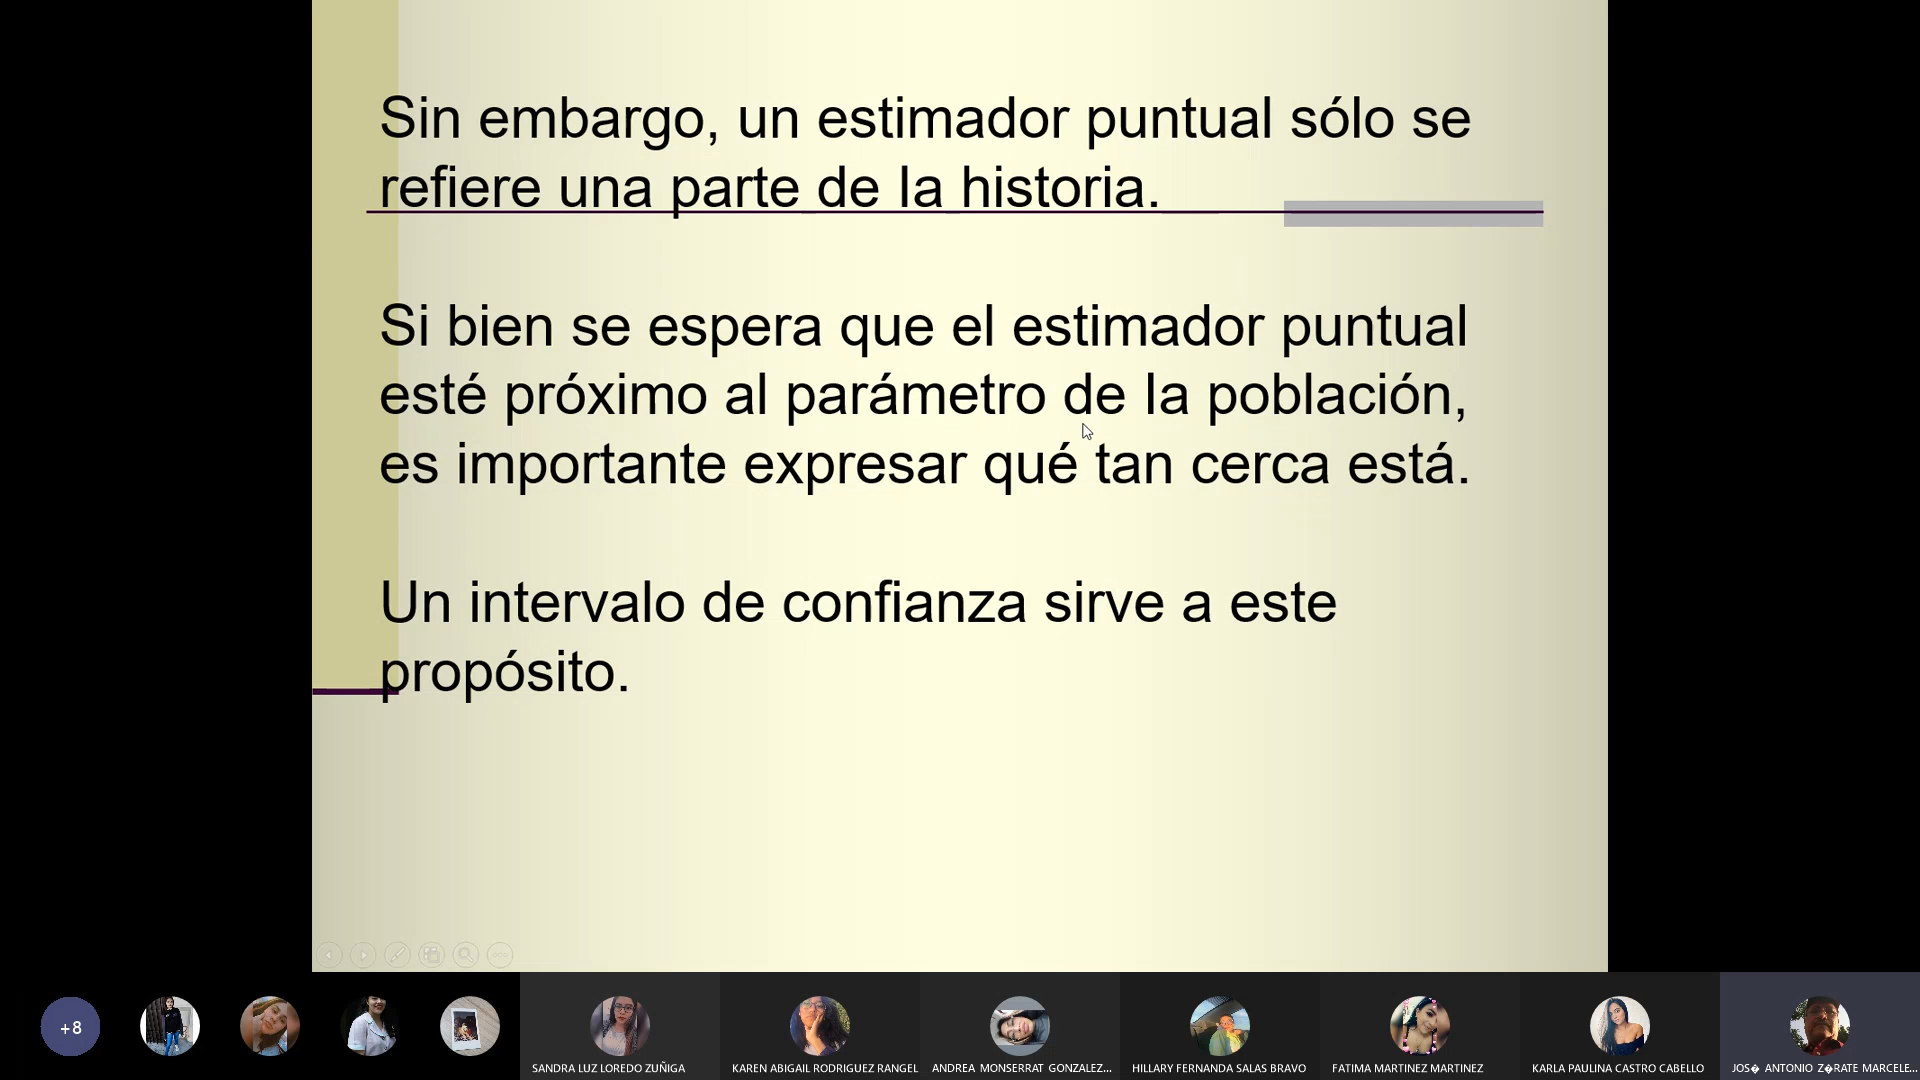 Sin embargo, un estimador puntual sólo se
refiere una parte de la historia.
Si bien se espera que el estimador puntual
esté próximo al parámetro de la población,
es importante expresar qué tan cerca está.
Un intervalo de confianza sirve a este
propósito.
+8
SANDRA LUZ LOREDO ZUÑIGA
KAREN ABIGAIL RODRIGUEZ RANGEL
ANDREA MONSERRAT GONZALEZ...
HILLARY FERNANDA SALAS BRAVO
FATIMA MARTINEZ MARTINEZ
KARLA PAULINA CASTRO CABELLO
JOS� ANTONIO Z�RATE MARCELE...